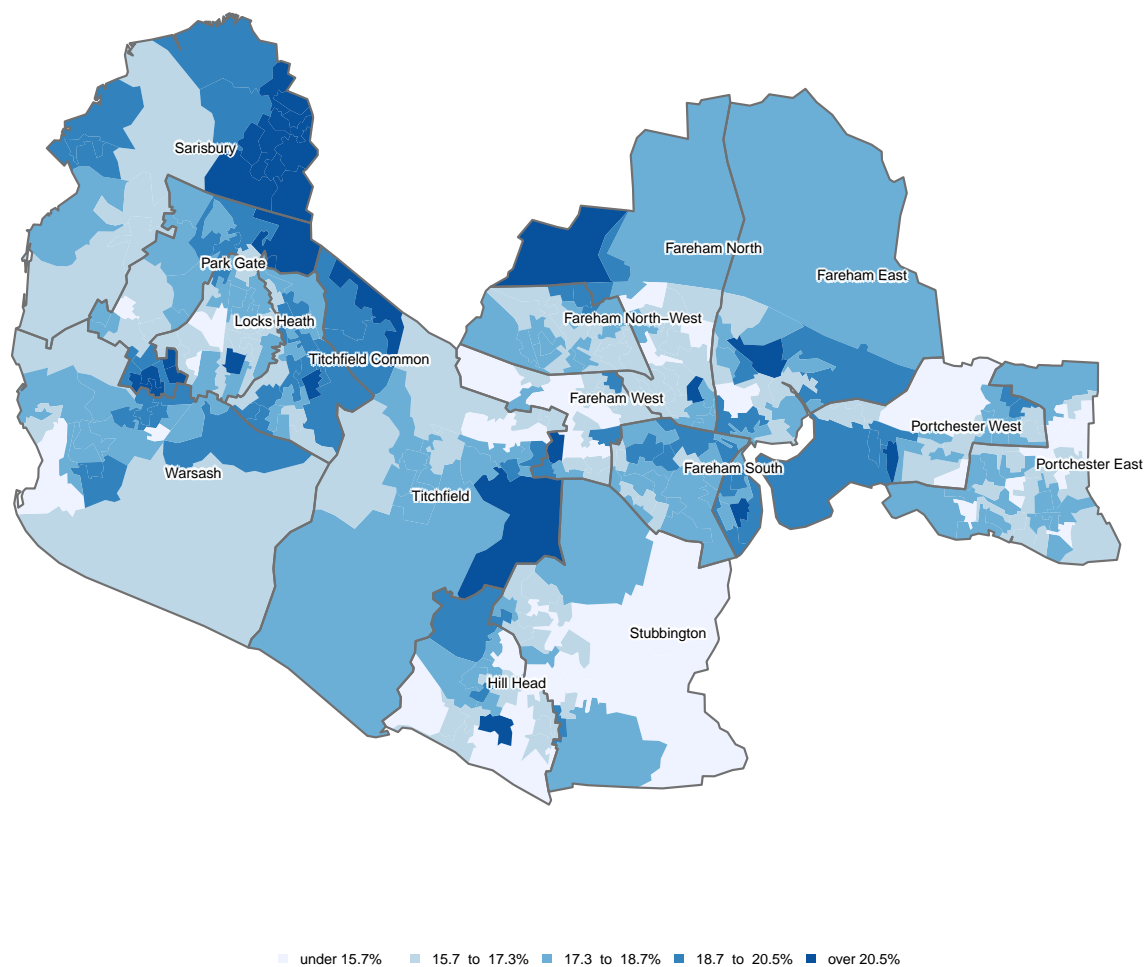 Sarisbury
Fareham North
Park Gate
Fareham East
Fareham North−West
Locks Heath
Titchfield Common
Fareham West
Portchester West
Portchester East
Fareham South
Warsash
Titchfield
Stubbington
Hill Head
under 15.7% 15.7 to 17.3% 17.3 to 18.7% 18.7 to 20.5% over 20.5%